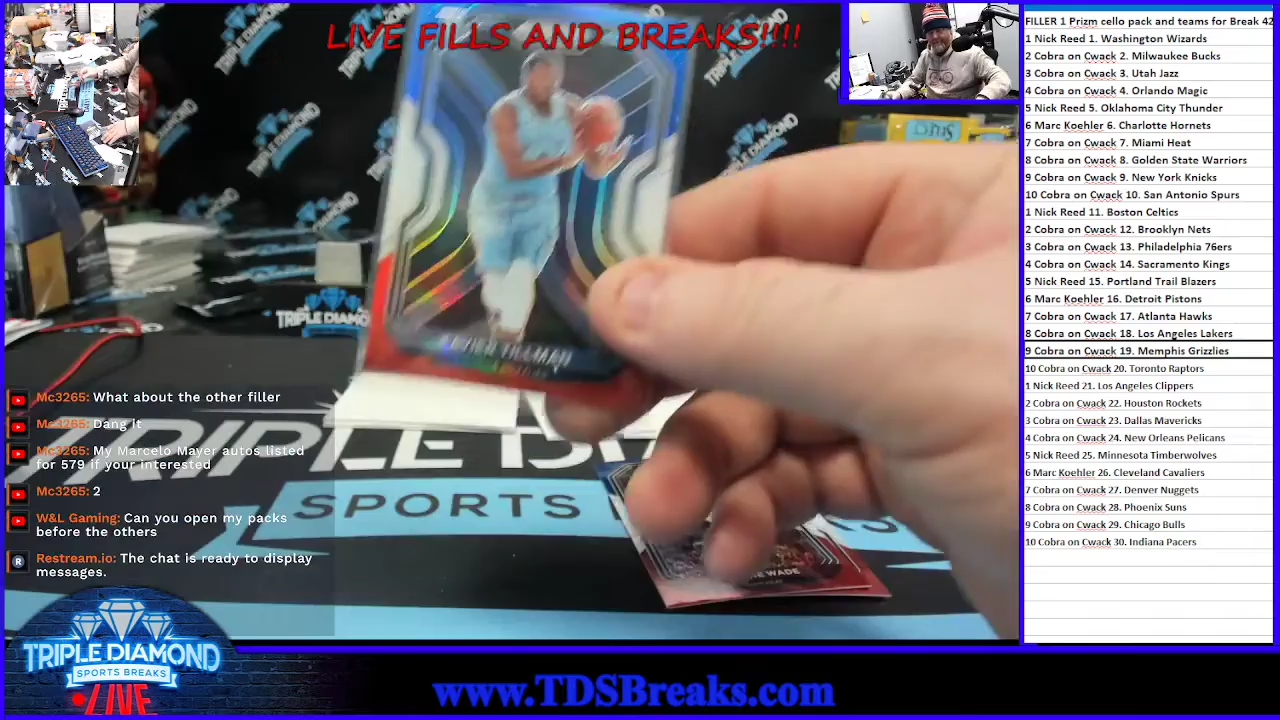 LIVE FILLS AND BREAKS!!!!
FILLER 1 Prizm cello pack and teams for Break 42
1 Nick Reed 1. Washington Wizards
2 Cobra on Cwack 2. Milwaukee Bucks
3 Cobra on Cwack 3. Utah Jazz
4 Cobra on Cwack 4. Orlando Magic
5 Nick Reed 5. Oklahoma City Thunder
6 Marc Koehler 6. Charlotte Hornets
7 Cobra on Cwack 7. Miami Heat
8 Cobra on Cwack 8. Golden State Warriors
9 Cobra on Cwack 9. New York Knicks
10 Cobra on Cwack 10. San Antonio Spurs
1 Nick Reed 11. Boston Celtics
2 Cobra on Cwack 12. Brooklyn Nets
3 Cobra on Cwack 13. Philadelphia 76ers
4 Cobra on Cwack 14. Sacramento Kings
5 Nick Reed 15. Portland Trail Blazers
6 Marc Koehler 16. Detroit Pistons
7 Cobra on Cwack 17. Atlanta Hawks
8 Cobra on Cwack 18. Los Angeles Lakers
9 Cobra on Cwack 19. Memphis Grizzlies
10 Cobra on Cwack 20. Toronto Raptors
1 Nick Reed 21. Los Angeles Clippers
2 Cobra on Cwack 22. Houston Rockets
3 Cobra on Cwack 23. Dallas Mavericks
4 Cobra on Cwack 24. New Orleans Pelicans
5 Nick Reed 25. Minnesota Timberwolves
6 Marc Koehler 26. Cleveland Cavaliers
7 Cobra on Cwack 27. Denver Nuggets
8 Cobra on Cwack 28. Phoenix Suns
9 Cobra on Cwack 29. Chicago Bulls
10 Cobra on Cwack 30. Indiana Pacers
TRIPLE DIAMOND
TILLMAN
WADE
SPORTS
Mc3265: What about the other filler
Mc3265: Dang it
Mc3265: My Marcelo Mayer autos listed
for 579 if your interested
Mc3265: 2
W&L Gaming: Can you open my packs
before the others
Restream.io: The chat is ready to display
messages.
TRIPLE DIAMOND
SPORTS BREAKS
LIVE
www.TDSBreaks.com